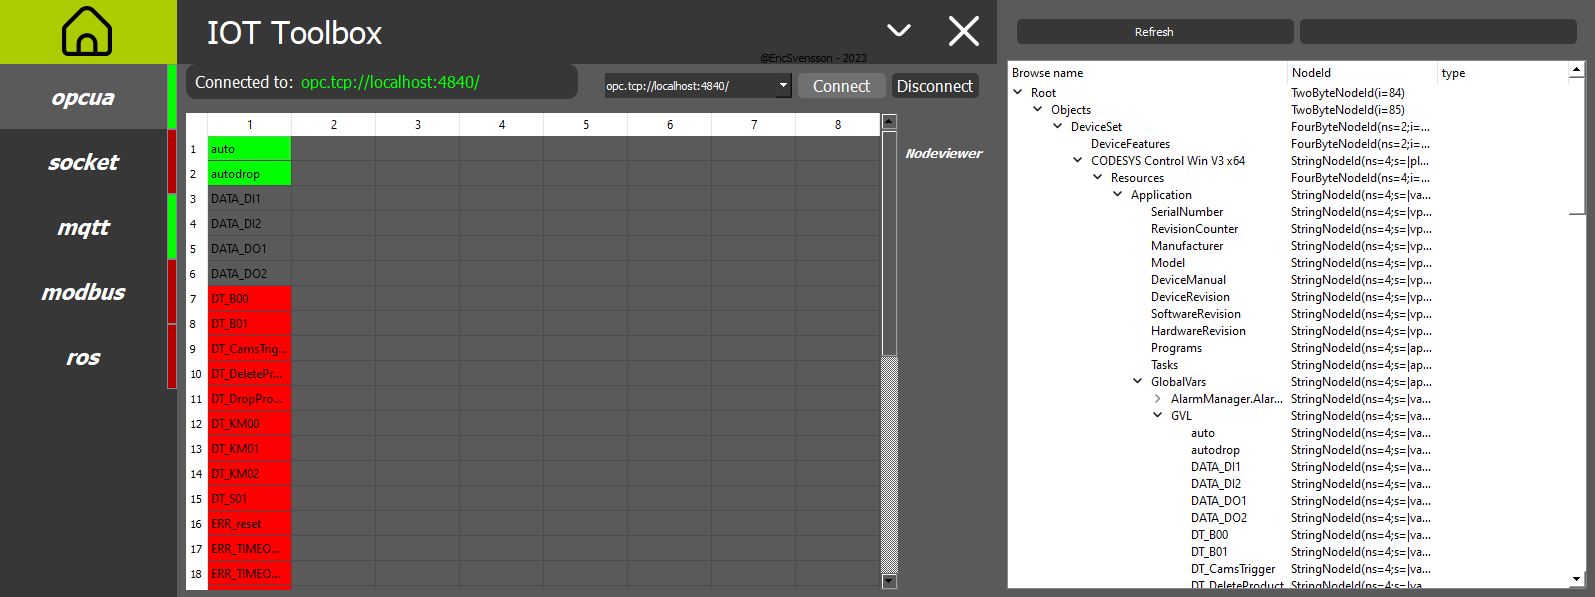 IOT Toolbox
@EricSvensson - 2023
opcua
socket
mqtt
modbus
ros
Connected to: opc.tcp://localhost:4840/
opc.tcp://localhost:4840/
Connect
Disconnect
1 2 3 4 5 6 7 8
1 auto
2 autodrop
3 DATA_DI1
4 DATA_DI2
5 DATA_DO1
6 DATA_DO2
7 DT_B00
8 DT_B01
9 DT_CamsTrig...
10 DT_DeletePr...
11 DT_DropPro...
12 DT_KM00
13 DT_KM01
14 DT_KM02
15 DT_S01
16 ERR_reset
17 ERR_TIMEO...
18 ERR_TIMEO...
Nodeviewer
Refresh
Browse name NodeId type
Root TwoByteNodeId(i=84)
Objects TwoByteNodeId(i=85)
DeviceSet FourByteNodeId(ns=2;i=...
DeviceFeatures FourByteNodeId(ns=2;i=...
CODESYS Control Win V3 x64 StringNodeId(ns=4;s=|pl...
Resources FourByteNodeId(ns=4;i=...
Application StringNodeId(ns=4;s=|va...
SerialNumber StringNodeId(ns=4;s=|vp...
RevisionCounter StringNodeId(ns=4;s=|vp...
Manufacturer StringNodeId(ns=4;s=|vp...
Model StringNodeId(ns=4;s=|vp...
DeviceManual StringNodeId(ns=4;s=|vp...
DeviceRevision StringNodeId(ns=4;s=|vp...
SoftwareRevision StringNodeId(ns=4;s=|vp...
HardwareRevision StringNodeId(ns=4;s=|vp...
Programs StringNodeId(ns=4;s=|ap...
Tasks StringNodeId(ns=4;s=|ap...
GlobalVars StringNodeId(ns=4;s=|ap...
AlarmManager.Alar... StringNodeId(ns=4;s=|va...
GVL StringNodeId(ns=4;s=|va...
auto StringNodeId(ns=4;s=|va...
autodrop StringNodeId(ns=4;s=|va...
DATA_DI1 StringNodeId(ns=4;s=|va...
DATA_DI2 StringNodeId(ns=4;s=|va...
DATA_DO1 StringNodeId(ns=4;s=|va...
DATA_DO2 StringNodeId(ns=4;s=|va...
DT_B00 StringNodeId(ns=4;s=|va...
DT_B01 StringNodeId(ns=4;s=|va...
DT_CamsTrigger StringNodeId(ns=4;s=|va...
DT_DeleteProduct StringNodeId(ns=4;s=|va...